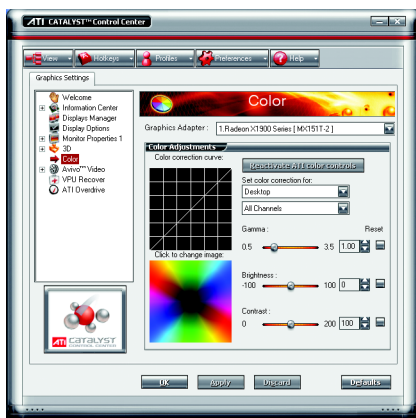 ATI CATALYST™ Control Center
View
Hotkeys
Profiles
Preferences
Help
Graphics Settings
Welcome
Information Center
Displays Manager
Display Options
Monitor Properties 1
3D
Color
Avivo™ Video
VPU Recover
ATI Overdrive
ATI CATALYST
CONTROL CENTER
Color
Graphics Adapter :
1.Radeon X1900 Series [ MX151T-2 ]
Color Adjustments
Color correction curve:
Click to change image:
Reactivate ATI color controls
Set color correction for:
Desktop
All Channels
Gamma :
Reset
0.5
3.5
1.00
Brightness :
-100
100
0
Contrast :
0
200
100
OK
Apply
Discard
Defaults